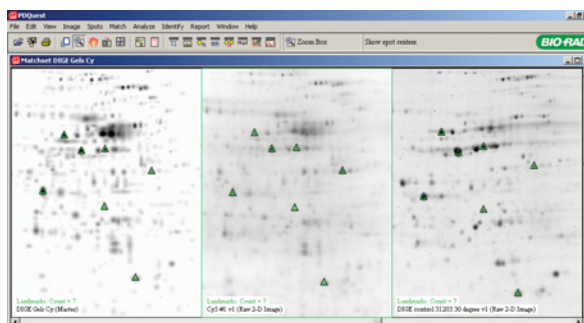 PDQuest
File Edit View Image Spots Match Analyze Identify Report Window Help
Zoom Box Show spot centers BIO-RAD
Matchset DIGE Gels Cy
Landmarks Count = 7 Landmarks Count = 7 Landmarks Count = 7
DIGE Gels Cy (Master) Cy5 #1 v1 (Raw 2-D Image) DIGE control 31203 30 degree v1 (Raw 2-D Image)